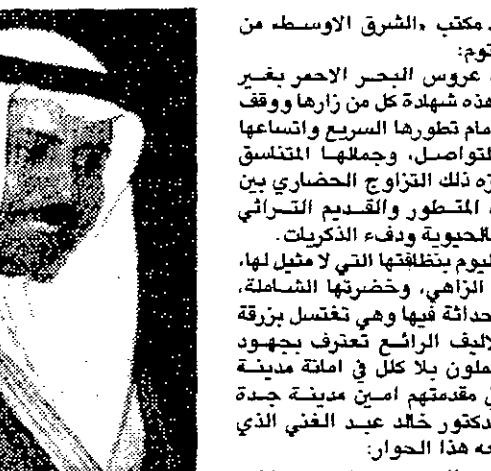 مكتب «الشرق الاوسط» من
توم:
عروس البحر الاحمر بغير
هذه شهادة كل من زارها ووقف
مام تطورها السريع واتساعها
لتواصل، وجمالها المتناسق
زه ذلك التزاوج الحضاري بين
المتطور والقديم التراثي
بالحيوية ودفء الذكريات.
ليوم بنظافتها التي لا مثيل لها،
الزاهي، وخضرتها الشاملة،
حداثة فيها وهي تغتسل بزرقة
لاليف الرائع تعترف بجهود
ملون بلا كلل في امانة مدينة
مقدمتهم امين مدينة جدة
دكتور خالد عبد الغني الذي
عه هذا الحوار: